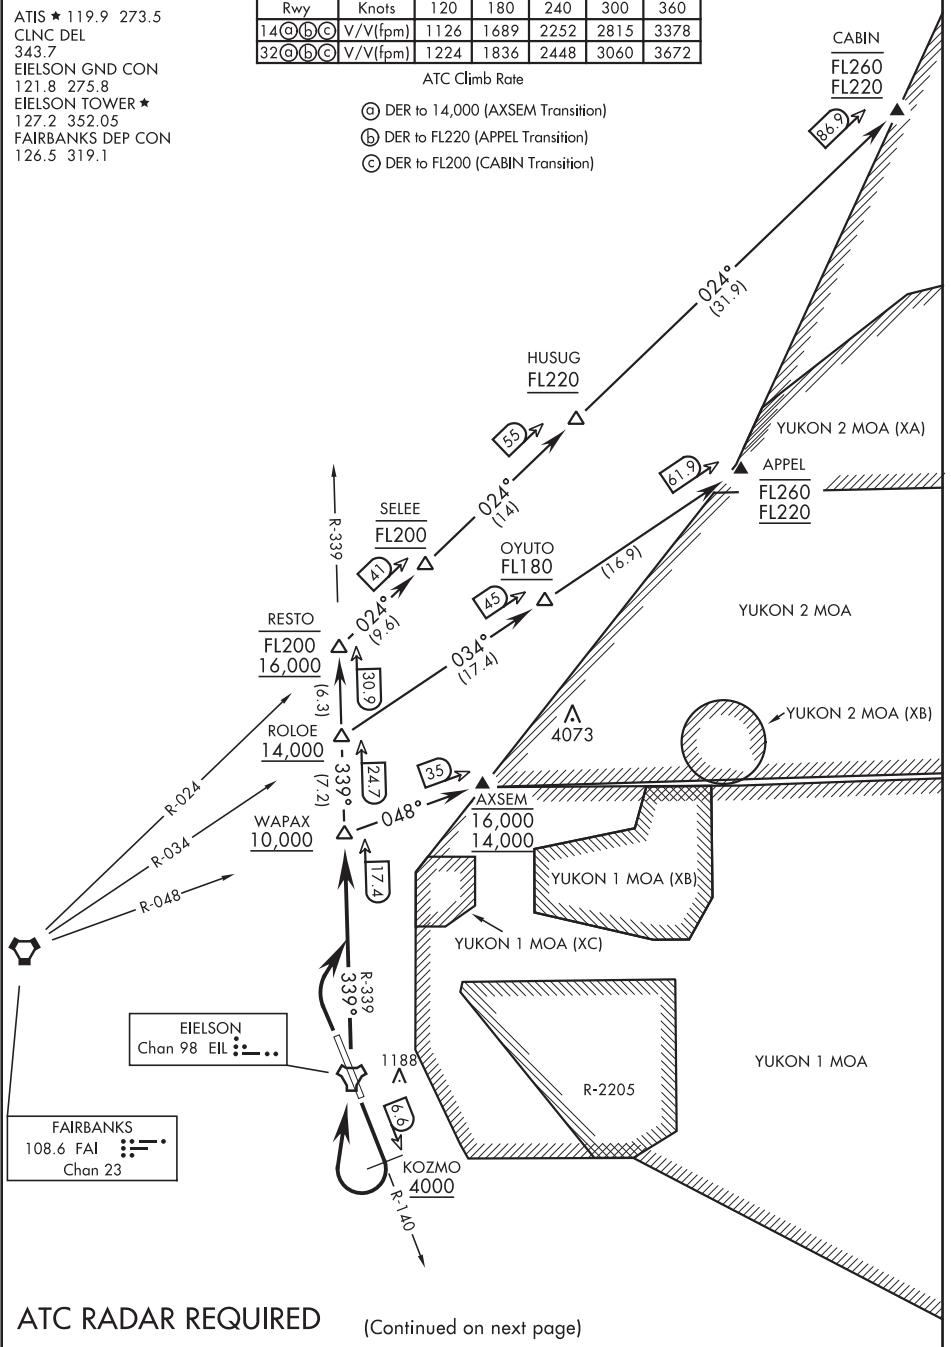 ATIS ★ 119.9 273.5
CLNC DEL
343.7
EIELSON GND CON
121.8 275.8
EIELSON TOWER ★
127.2 352.05
FAIRBANKS DEP CON
126.5 319.1
Rwy Knots 120 180 240 300 360
14 ⓐ ⓑ ⓒ V/V(fpm) 1126 1689 2252 2815 3378
32 ⓐ ⓑ ⓒ V/V(fpm) 1224 1836 2448 3060 3672
ATC Climb Rate
ⓐ DER to 14,000 (AXSEM Transition)
ⓑ DER to FL220 (APPEL Transition)
ⓒ DER to FL200 (CABIN Transition)
CABIN
FL260
FL220
86.9
024°
(31.9)
HUSUG
FL220
55
YUKON 2 MOA (XA)
61.9
APPEL
FL260
FL220
024°
(14)
SELEE
FL200
R-339
41
OYUTO
FL180
(16.9)
45
024°
(9.6)
YUKON 2 MOA
RESTO
FL200
16,000
034°
(17.4)
30.9
(6.3)
YUKON 2 MOA (XB)
4073
ROLOE
14,000
24.7
339°
(7.2)
35
R-024
AXSEM
16,000
14,000
048°
WAPAX
10,000
R-034
17.4
YUKON 1 MOA (XB)
R-048
YUKON 1 MOA (XC)
R-339
339°
EIELSON
Chan 98 EIL
1188
YUKON 1 MOA
R-2205
6.6
FAIRBANKS
108.6 FAI
Chan 23
KOZMO
4000
R-140
ATC RADAR REQUIRED
(Continued on next page)